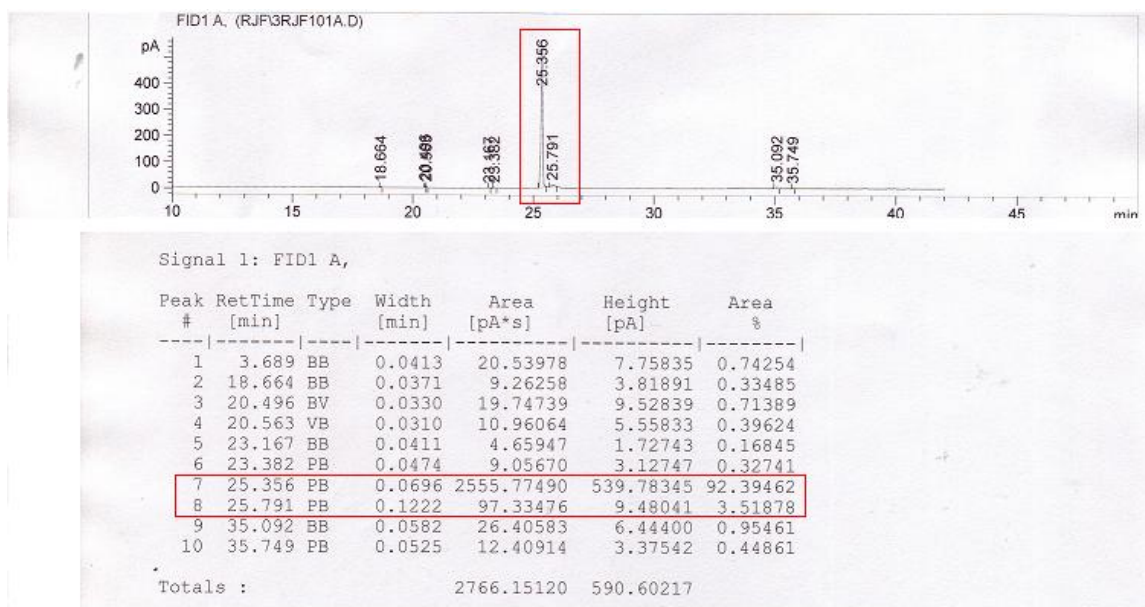 FID1 A, (RJF\3RJF101A.D)
pA
400
300
200
100
0
18.664
20.496
23.167
23.382
25.356
25.791
35.092
35.749
10 15 20 25 30 35 40 45 min
Signal 1: FID1 A,
Peak RetTime Type Width Area Height Area
# [min] [min] [pA*s] [pA] %
----|-------|----|-------|----------|----------|--------|
1 3.689 BB 0.0413 20.53978 7.75835 0.74254
2 18.664 BB 0.0371 9.26258 3.81891 0.33485
3 20.496 BV 0.0330 19.74739 9.52839 0.71389
4 20.563 VB 0.0310 10.96064 5.55833 0.39624
5 23.167 BB 0.0411 4.65947 1.72743 0.16845
6 23.382 PB 0.0474 9.05670 3.12747 0.32741
7 25.356 PB 0.0696 2555.77490 539.78345 92.39462
8 25.791 PB 0.1222 97.33476 9.48041 3.51878
9 35.092 BB 0.0582 26.40583 6.44400 0.95461
10 35.749 PB 0.0525 12.40914 3.37542 0.44861
Totals : 2766.15120 590.60217